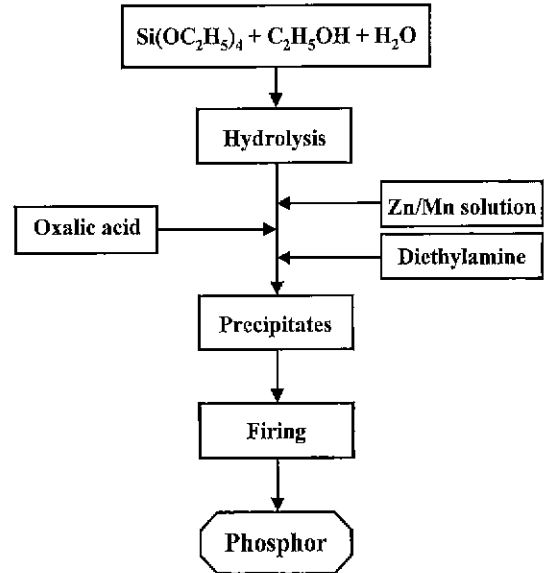 Si(OC₂H₅)₄ + C₂H₅OH + H₂O
Hydrolysis
Zn/Mn solution
Oxalic acid
Diethylamine
Precipitates
Firing
Phosphor